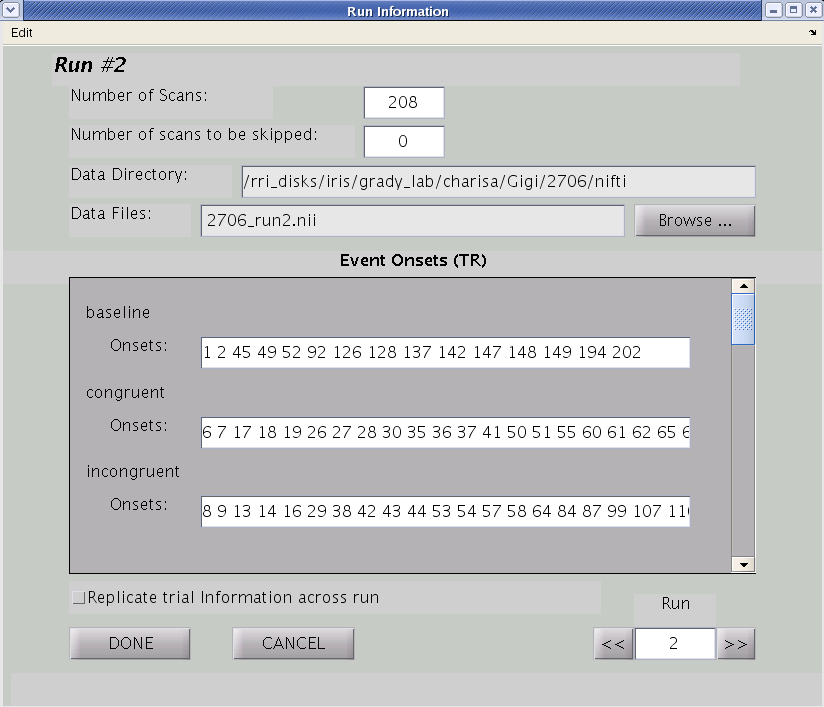 Run Information
Edit
Run #2
Number of Scans: 208
Number of scans to be skipped: 0
Data Directory: /rri_disks/iris/grady_lab/charisa/Gigi/2706/nifti
Data Files: 2706_run2.nii Browse ...
Event Onsets (TR)
baseline
Onsets: 1 2 45 49 52 92 126 128 137 142 147 148 149 194 202
congruent
Onsets: 6 7 17 18 19 26 27 28 30 35 36 37 41 50 51 55 60 61 62 65
incongruent
Onsets: 8 9 13 14 16 29 38 42 43 44 53 54 57 58 64 84 87 99 107
Replicate trial Information across run
Run
DONE CANCEL << 2 >>